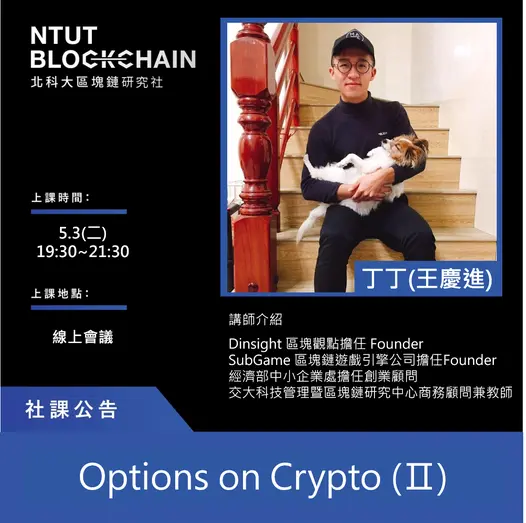 NTUT
BLOCKCHAIN
北科大區塊鏈研究社
上課時間：
5.3(二)
19:30~21:30
上課地點：
線上會議
丁丁(王慶進)
講師介紹
Dinsight 區塊觀點擔任 Founder
SubGame 區塊鏈遊戲引擎公司擔任Founder
經濟部中小企業處擔任創業顧問
交大科技管理暨區塊鏈研究中心商務顧問兼教師
社課公告
Options on Crypto (Ⅱ)